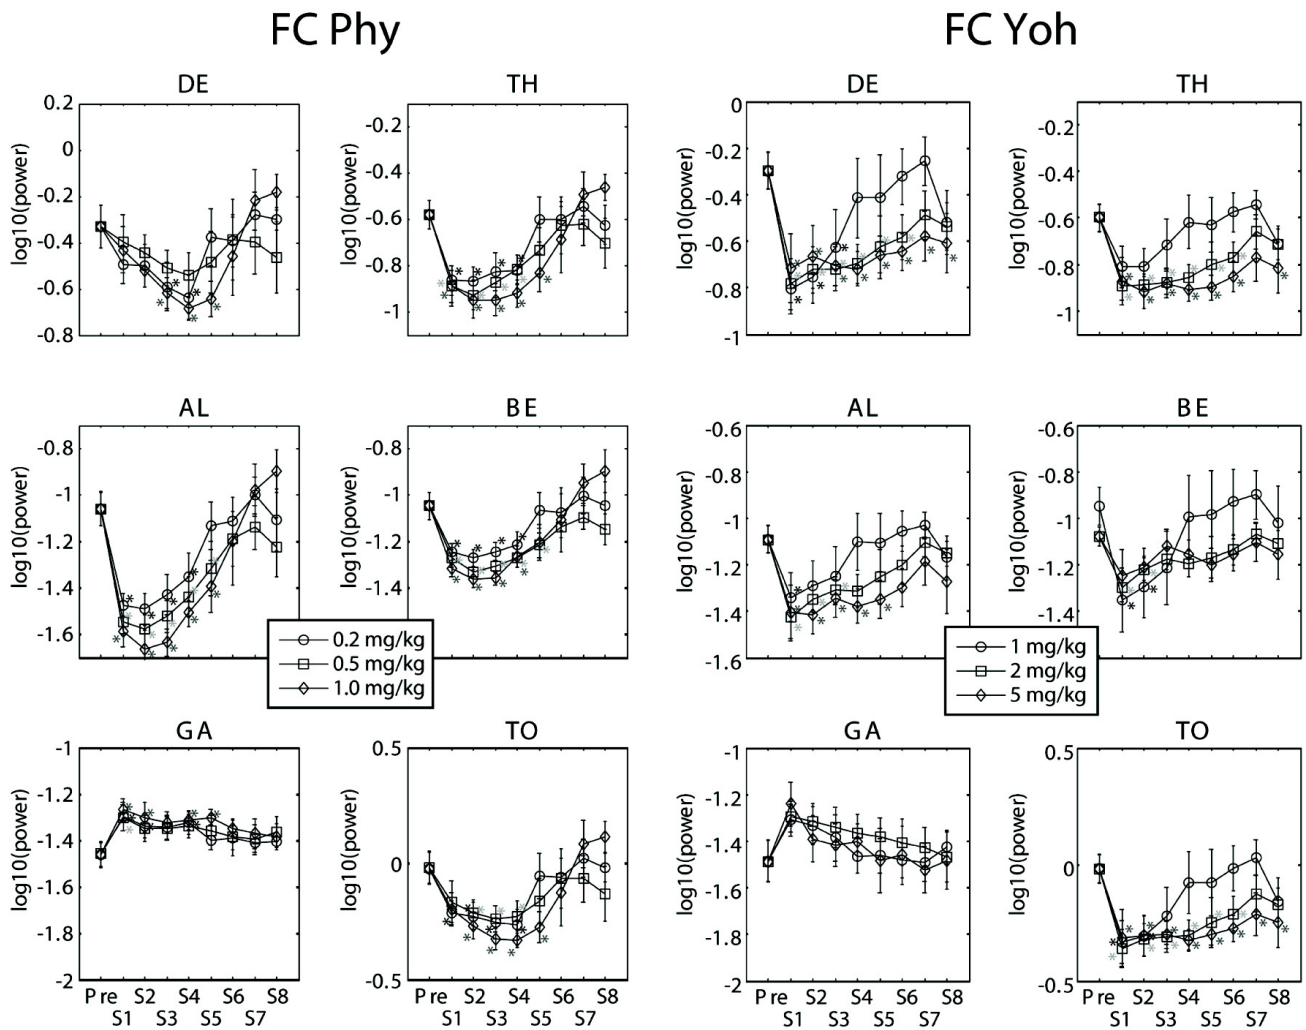 FC Phy
FC Yoh
DE
TH
DE
TH
log10(power)
0.2
0
-0.2
-0.4
-0.6
-0.8
log10(power)
-0.2
-0.4
-0.6
-0.8
-1
log10(power)
0
-0.2
-0.4
-0.6
-0.8
-1
log10(power)
-0.2
-0.4
-0.6
-0.8
-1
AL
BE
AL
BE
log10(power)
-0.8
-1
-1.2
-1.4
-1.6
log10(power)
-0.8
-1
-1.2
-1.4
log10(power)
-0.6
-0.8
-1
-1.2
-1.4
-1.6
log10(power)
-0.6
-0.8
-1
-1.2
-1.4
0.2 mg/kg
0.5 mg/kg
1.0 mg/kg
1 mg/kg
2 mg/kg
5 mg/kg
GA
TO
GA
TO
log10(power)
-1
-1.2
-1.4
-1.6
-1.8
-2
log10(power)
0.5
0
-0.5
log10(power)
-1
-1.2
-1.4
-1.6
-1.8
-2
log10(power)
0.5
0
-0.5
Pre S2 S4 S6 S8
S1 S3 S5 S7
Pre S2 S4 S6 S8
S1 S3 S5 S7
Pre S2 S4 S6 S8
S1 S3 S5 S7
Pre S2 S4 S6 S8
S1 S3 S5 S7